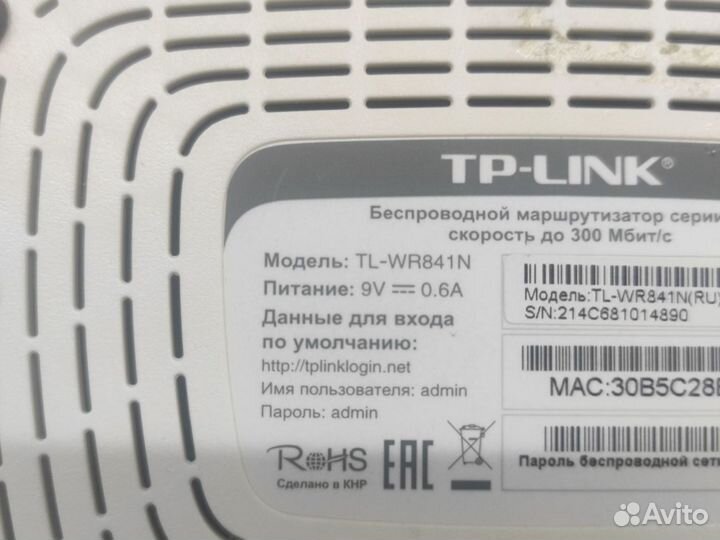 TP-LINK®
Беспроводной маршрутизатор серии
скорость до 300 Мбит/с
Модель: TL-WR841N
Питание: 9V ⎓ 0.6A
Данные для входа
по умолчанию:
http://tplinklogin.net
Имя пользователя: admin
Пароль: admin
Модель:TL-WR841N(RU)
S/N:214C681014890
MAC:30B5C28
Пароль беспроводной сети
RoHS
Сделано в КНР
EAC
Avito